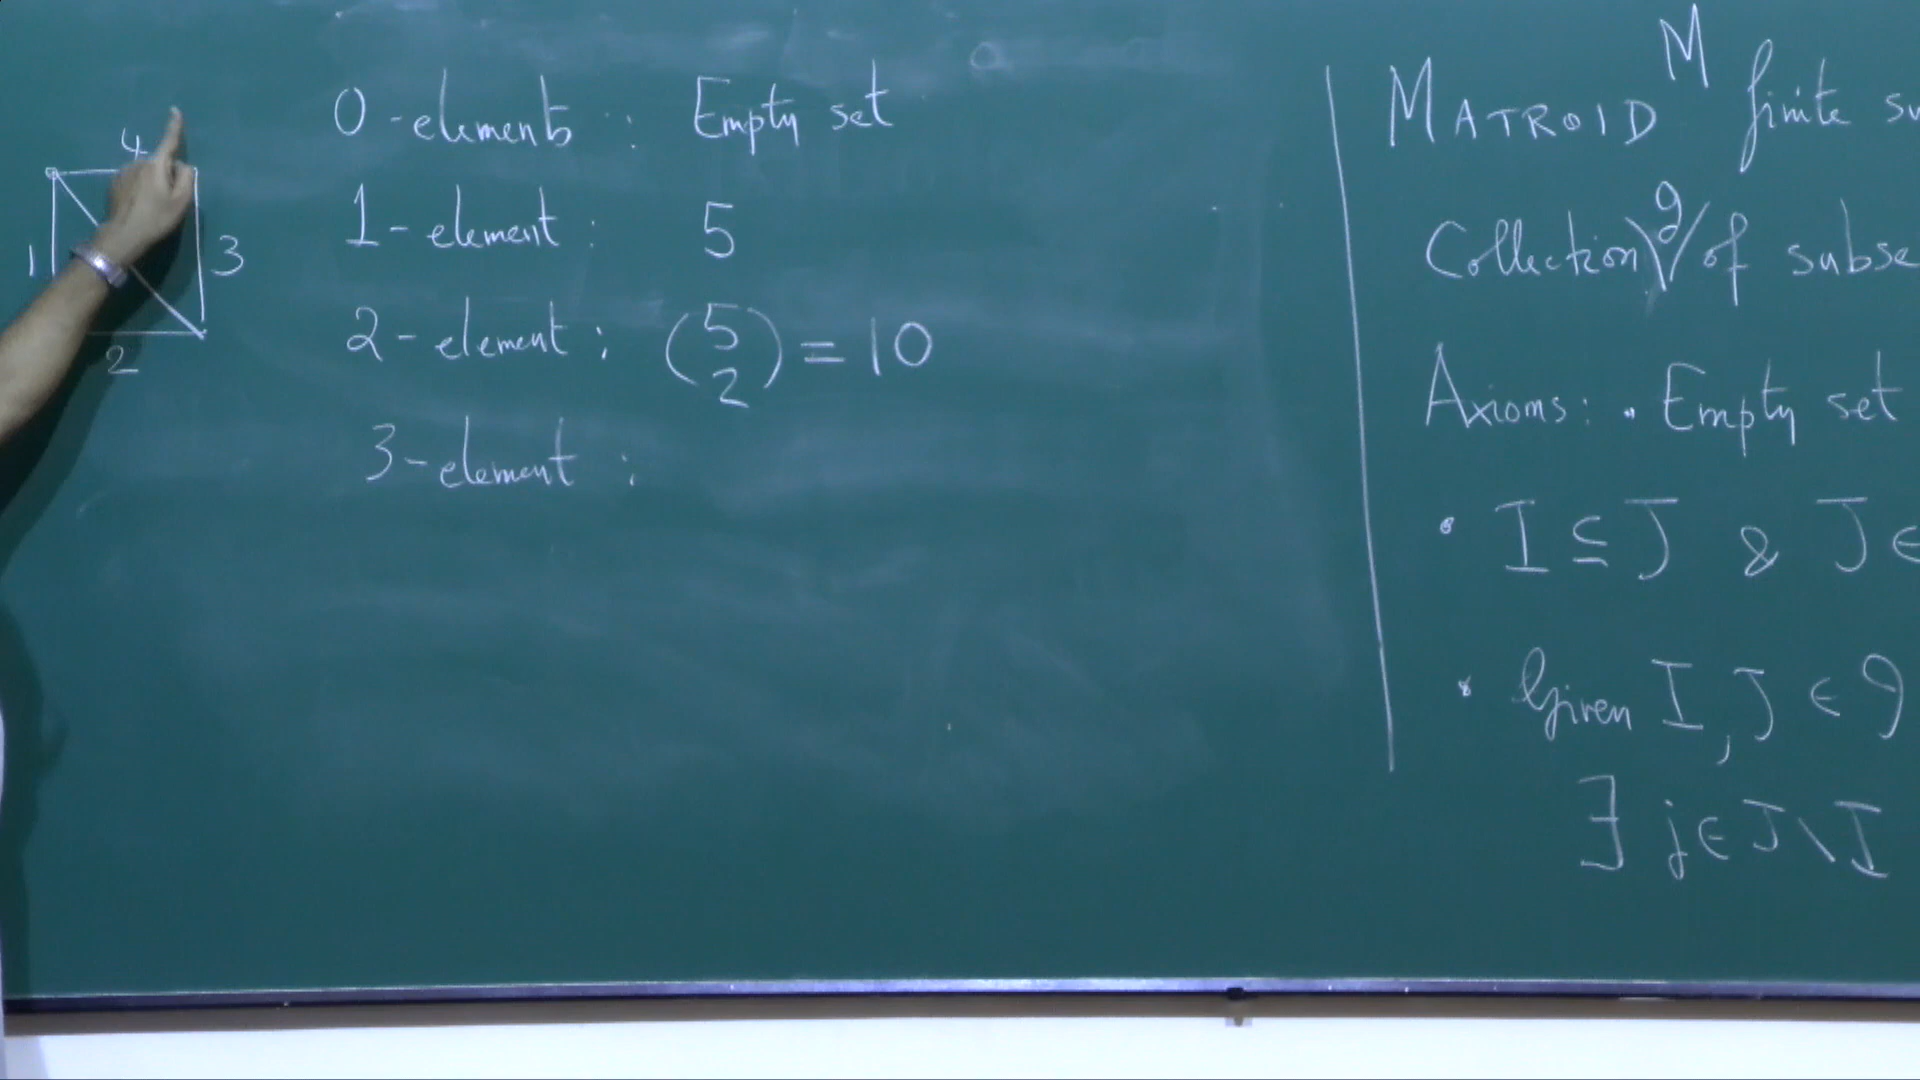 4
1
3
2
0-elements : Empty set
1-element : 5
2-element : (5 2) = 10
3-element :
M
MATROID finite
Collection g of
Axioms: • Empty set
• I ⊆ J & J ∈
• Given I, J ∈ g
∃ j ∈ J \ I